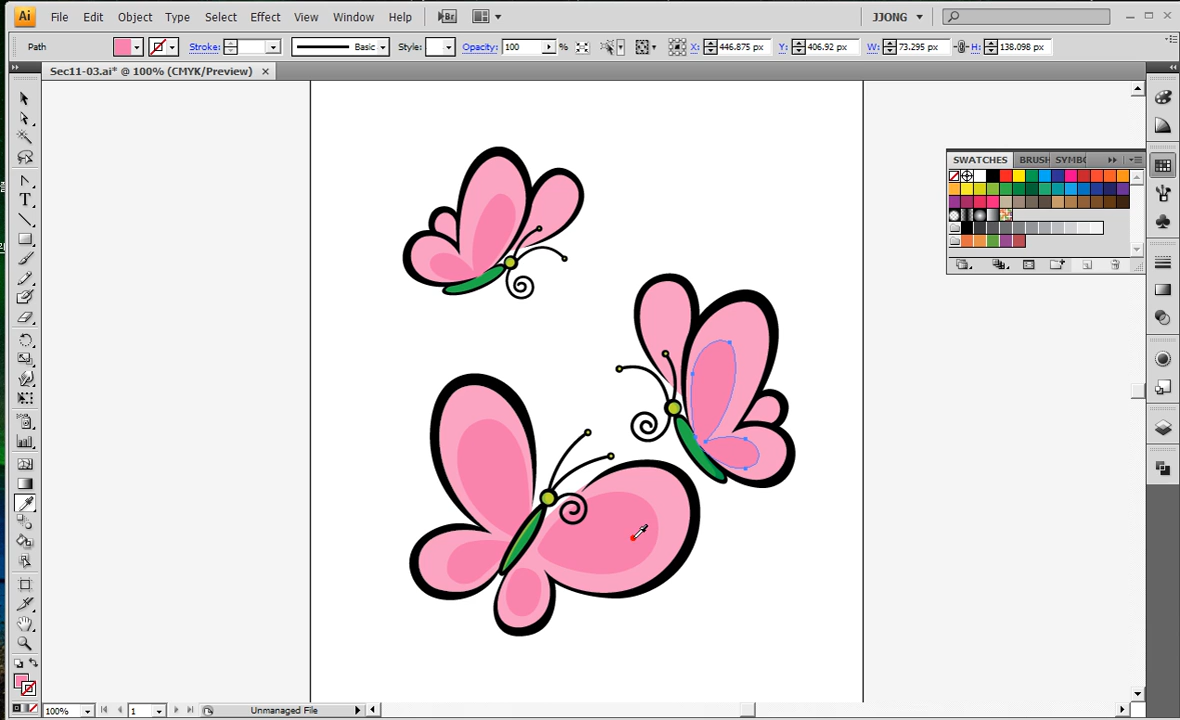 Ai File Edit Object Type Select Effect View Window Help Br JJONG
Path Stroke: Basic Style: Opacity: 100 % X: 446.875 px Y: 406.92 px W: 73.295 px H: 138.098 px
Sec11-03.ai* @ 100% (CMYK/Preview) ×
SWATCHES BRUSH SYMBO
T
100% 1 Unmanaged File